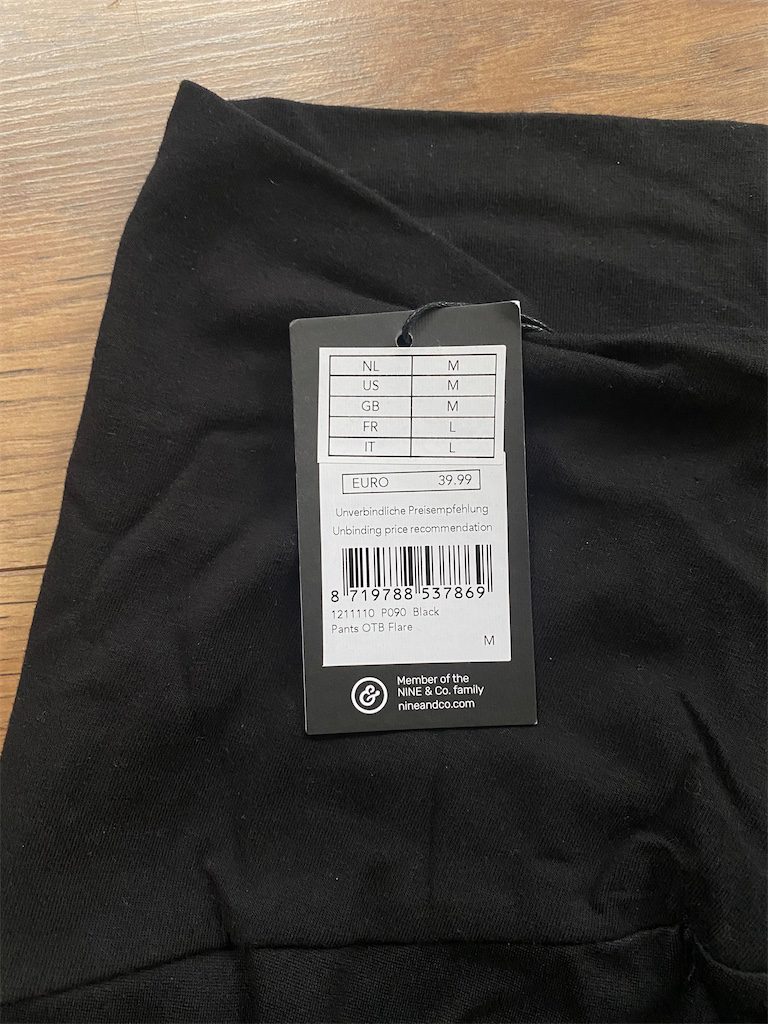 NL M
US M
GB M
FR L
IT L
EURO 39.99
Unverbindliche Preisempfehlung
Unbinding price recommendation
8 719788 537869
1211110 P090 Black
Pants OTB Flare
M
&
Member of the
NINE & Co. family
nineandco.com